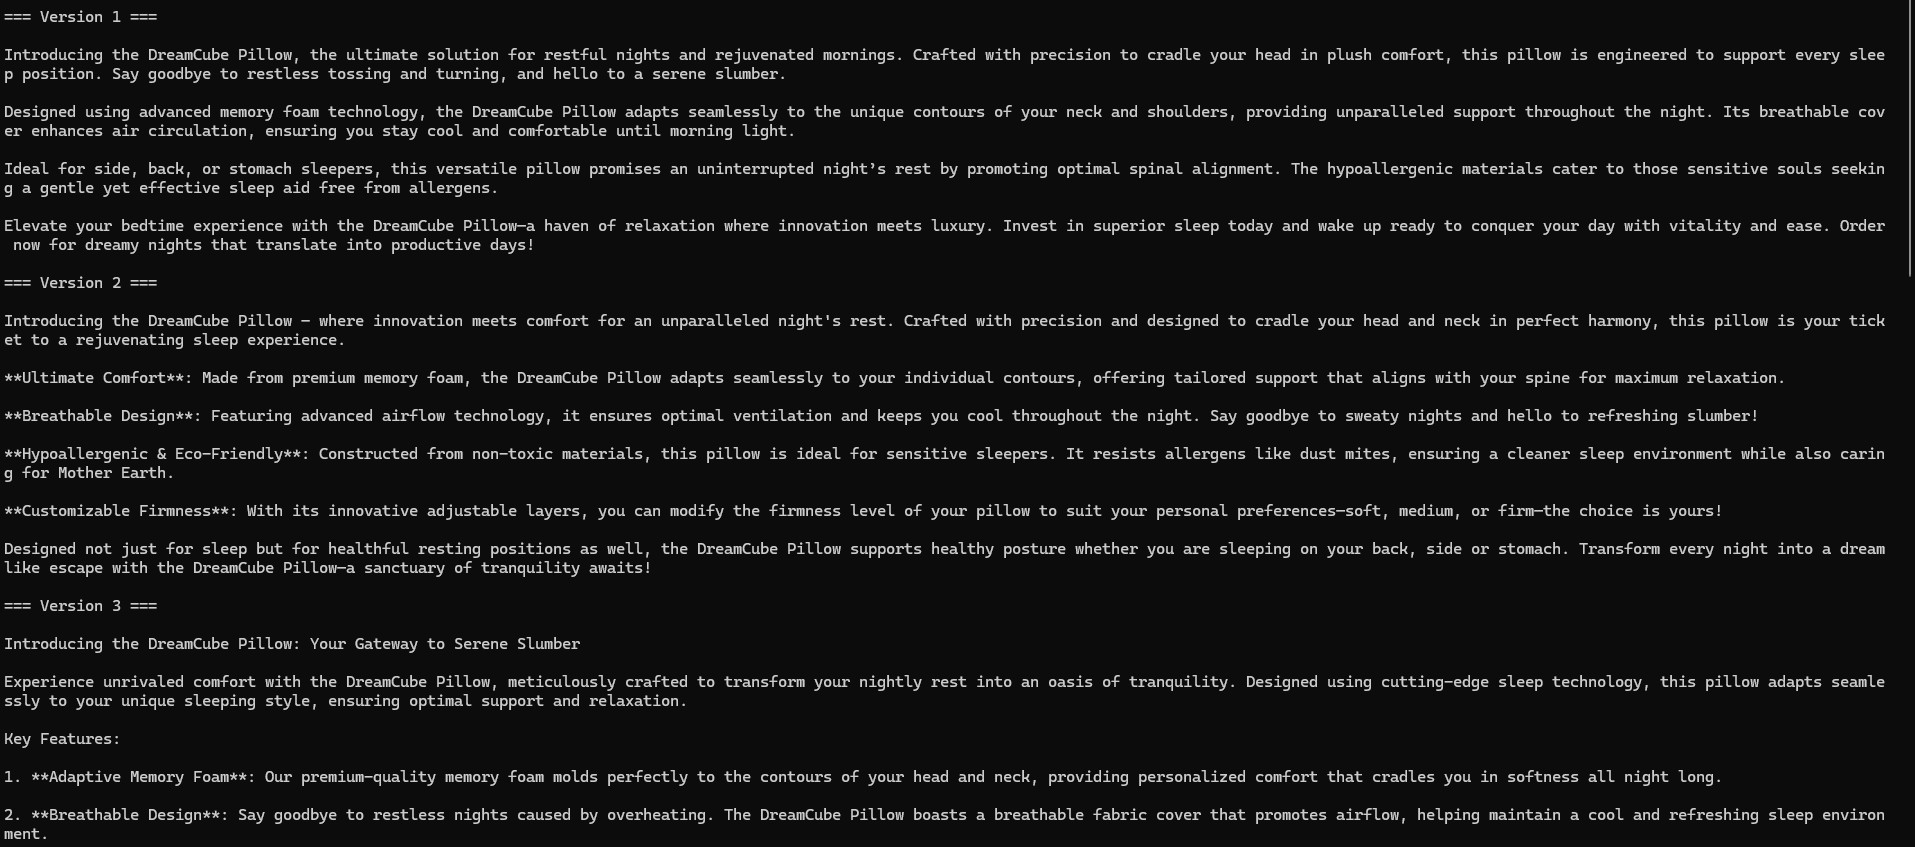 === Version 1 ===
Introducing the DreamCube Pillow, the ultimate solution for restful nights and rejuvenated mornings. Crafted with precision to cradle your head in plush comfort, this pillow is engineered to support every slee
p position. Say goodbye to restless tossing and turning, and hello to a serene slumber.
Designed using advanced memory foam technology, the DreamCube Pillow adapts seamlessly to the unique contours of your neck and shoulders, providing unparalleled support throughout the night. Its breathable cov
er enhances air circulation, ensuring you stay cool and comfortable until morning light.
Ideal for side, back, or stomach sleepers, this versatile pillow promises an uninterrupted night’s rest by promoting optimal spinal alignment. The hypoallergenic materials cater to those sensitive souls seekin
g a gentle yet effective sleep aid free from allergens.
Elevate your bedtime experience with the DreamCube Pillow—a haven of relaxation where innovation meets luxury. Invest in superior sleep today and wake up ready to conquer your day with vitality and ease. Order
now for dreamy nights that translate into productive days!
=== Version 2 ===
Introducing the DreamCube Pillow – where innovation meets comfort for an unparalleled night's rest. Crafted with precision and designed to cradle your head and neck in perfect harmony, this pillow is your tick
et to a rejuvenating sleep experience.
**Ultimate Comfort**: Made from premium memory foam, the DreamCube Pillow adapts seamlessly to your individual contours, offering tailored support that aligns with your spine for maximum relaxation.
**Breathable Design**: Featuring advanced airflow technology, it ensures optimal ventilation and keeps you cool throughout the night. Say goodbye to sweaty nights and hello to refreshing slumber!
**Hypoallergenic & Eco-Friendly**: Constructed from non-toxic materials, this pillow is ideal for sensitive sleepers. It resists allergens like dust mites, ensuring a cleaner sleep environment while also carin
g for Mother Earth.
**Customizable Firmness**: With its innovative adjustable layers, you can modify the firmness level of your pillow to suit your personal preferences—soft, medium, or firm—the choice is yours!
Designed not just for sleep but for healthful resting positions as well, the DreamCube Pillow supports healthy posture whether you are sleeping on your back, side or stomach. Transform every night into a dream
like escape with the DreamCube Pillow—a sanctuary of tranquility awaits!
=== Version 3 ===
Introducing the DreamCube Pillow: Your Gateway to Serene Slumber
Experience unrivaled comfort with the DreamCube Pillow, meticulously crafted to transform your nightly rest into an oasis of tranquility. Designed using cutting-edge sleep technology, this pillow adapts seamle
ssly to your unique sleeping style, ensuring optimal support and relaxation.
Key Features:
1. **Adaptive Memory Foam**: Our premium-quality memory foam molds perfectly to the contours of your head and neck, providing personalized comfort that cradles you in softness all night long.
2. **Breathable Design**: Say goodbye to restless nights caused by overheating. The DreamCube Pillow boasts a breathable fabric cover that promotes airflow, helping maintain a cool and refreshing sleep environ
ment.